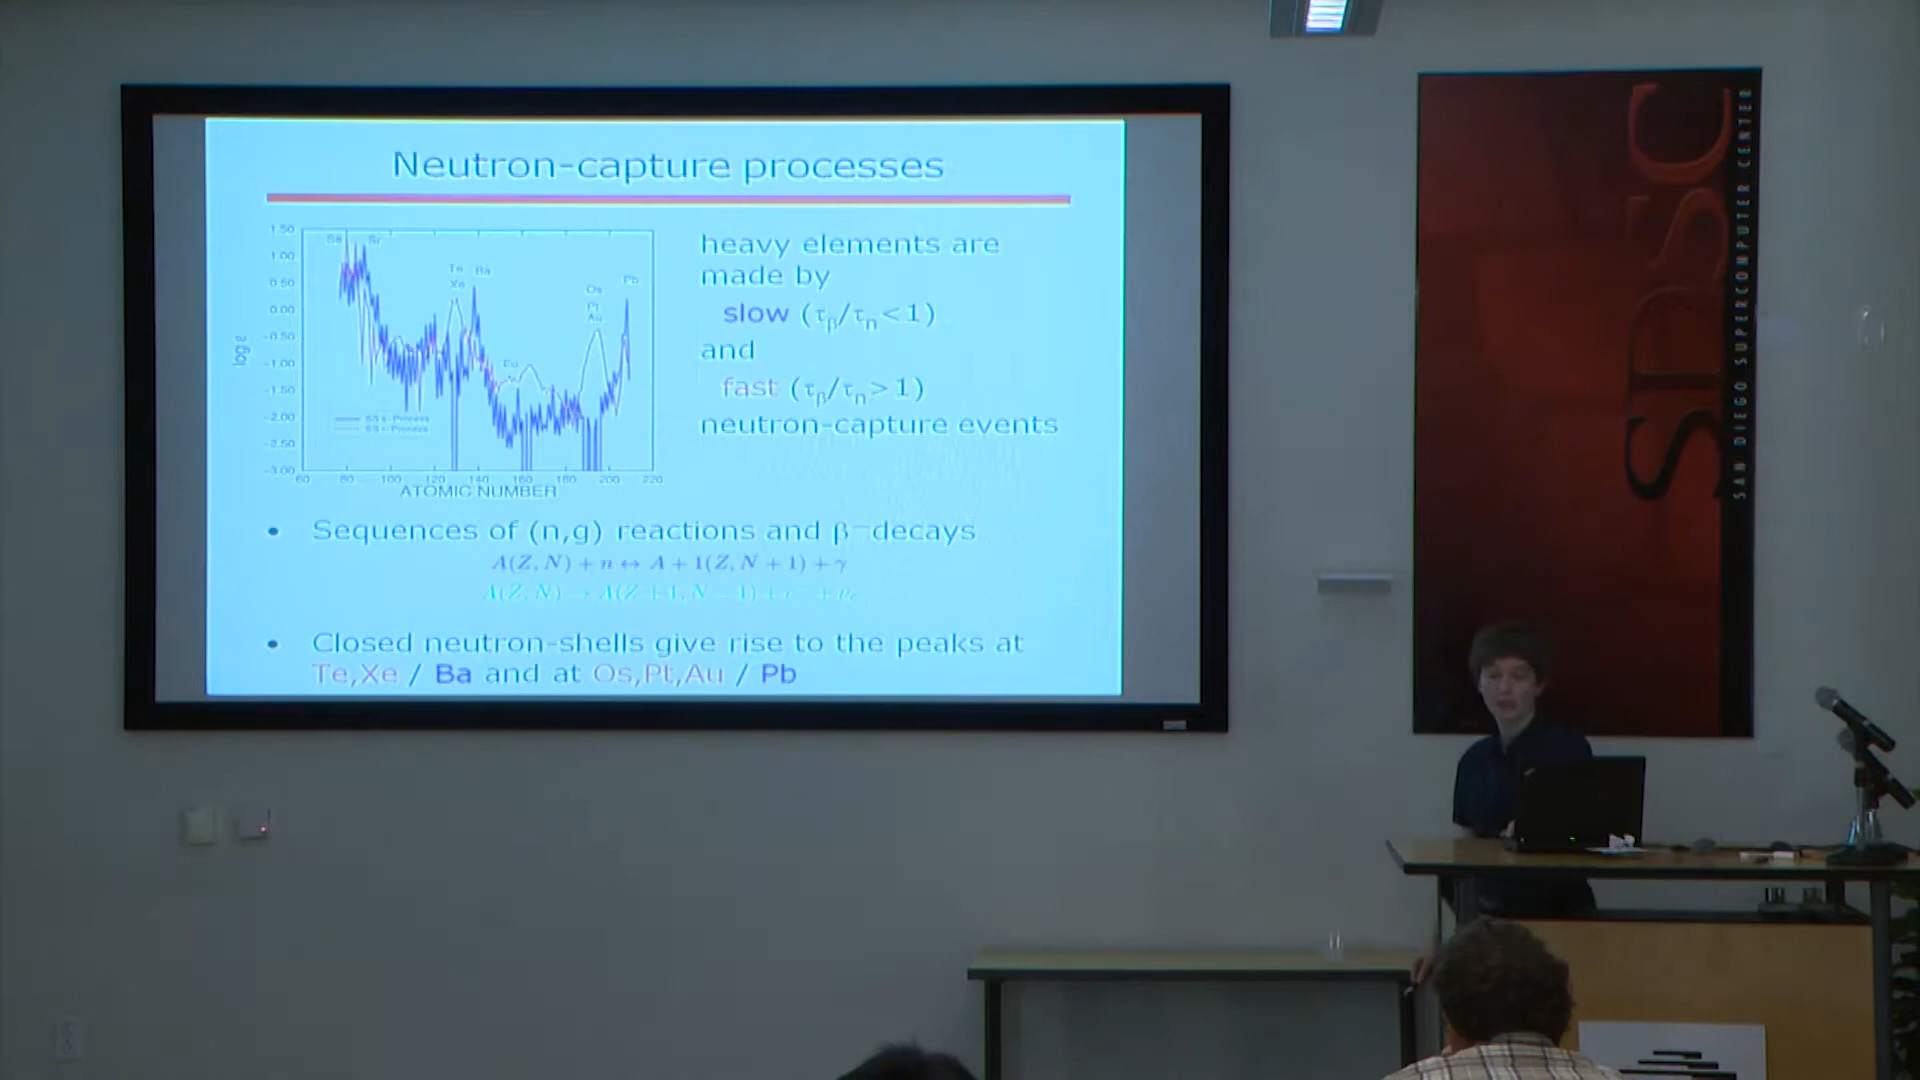 Neutron-capture processes
1.50
1.00
0.50
0.00
-0.50
-1.00
-1.50
-2.00
-2.50
-3.00
log ε
Sr
Te
Xe
Ba
Os
Pt
Au
Pb
Eu
60 80 100 120 140 160 180 200 220
ATOMIC NUMBER
heavy elements are
made by
slow (τβ/τn<1)
and
fast (τβ/τn>1)
neutron-capture events
• Sequences of (n,g) reactions and β⁻decays
A(Z, N) + n ↔ A + 1(Z, N + 1) + γ
• Closed neutron-shells give rise to the peaks at
Te,Xe / Ba and at Os,Pt,Au / Pb
SDSC
SAN DIEGO SUPERCOMPUTER CENTER